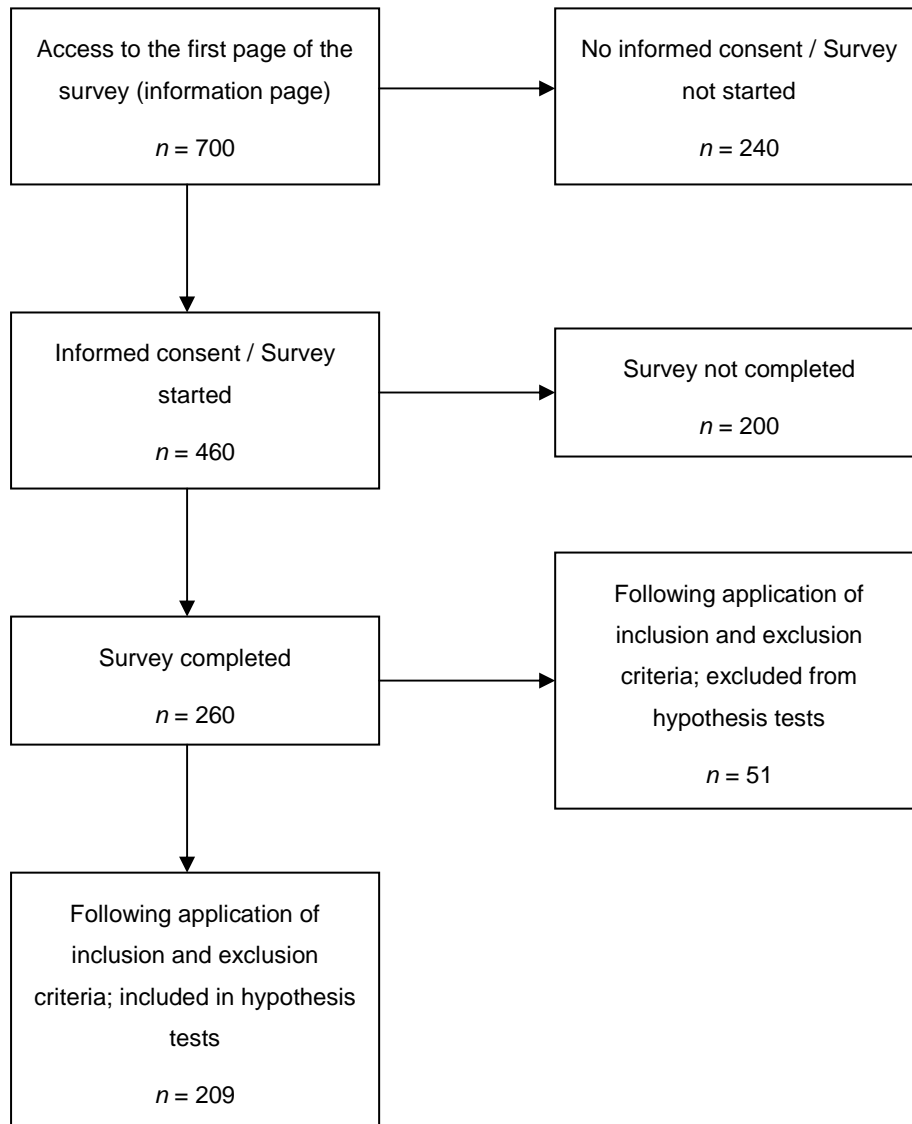 Access to the first page of the
survey (information page)
n = 700
No informed consent / Survey
not started
n = 240
Informed consent / Survey
started
n = 460
Survey not completed
n = 200
Survey completed
n = 260
Following application of
inclusion and exclusion
criteria; excluded from
hypothesis tests
n = 51
Following application of
inclusion and exclusion
criteria; included in hypothesis
tests
n = 209